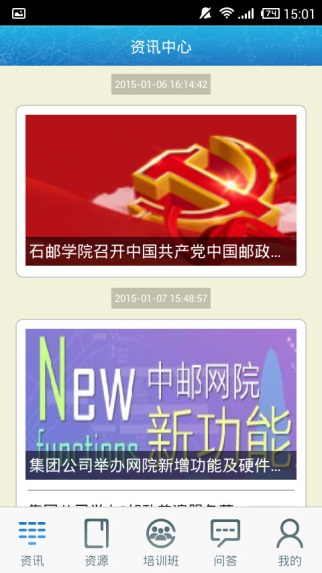 74 15:01
资讯中心
2015-01-06 16:14:42
石邮学院召开中国共产党中国邮政...
2015-01-07 15:48:57
New 中邮网院
functions 新功能
集团公司举办网院新增功能及硬件...
资讯 资源 培训班 问答 我的